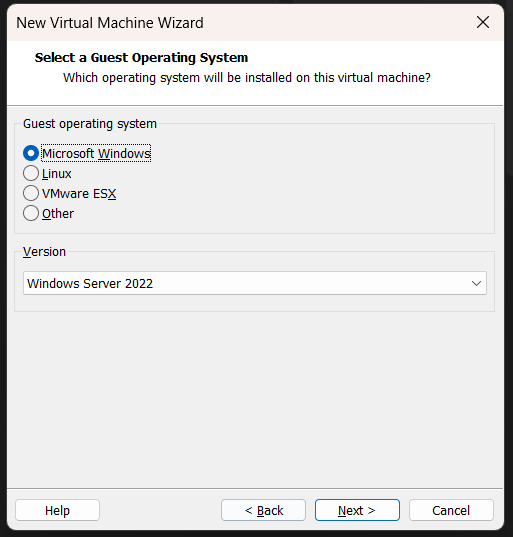 New Virtual Machine Wizard
Select a Guest Operating System
Which operating system will be installed on this virtual machine?
Guest operating system
Microsoft Windows
Linux
VMware ESX
Other
Version
Windows Server 2022
Help
< Back
Next >
Cancel